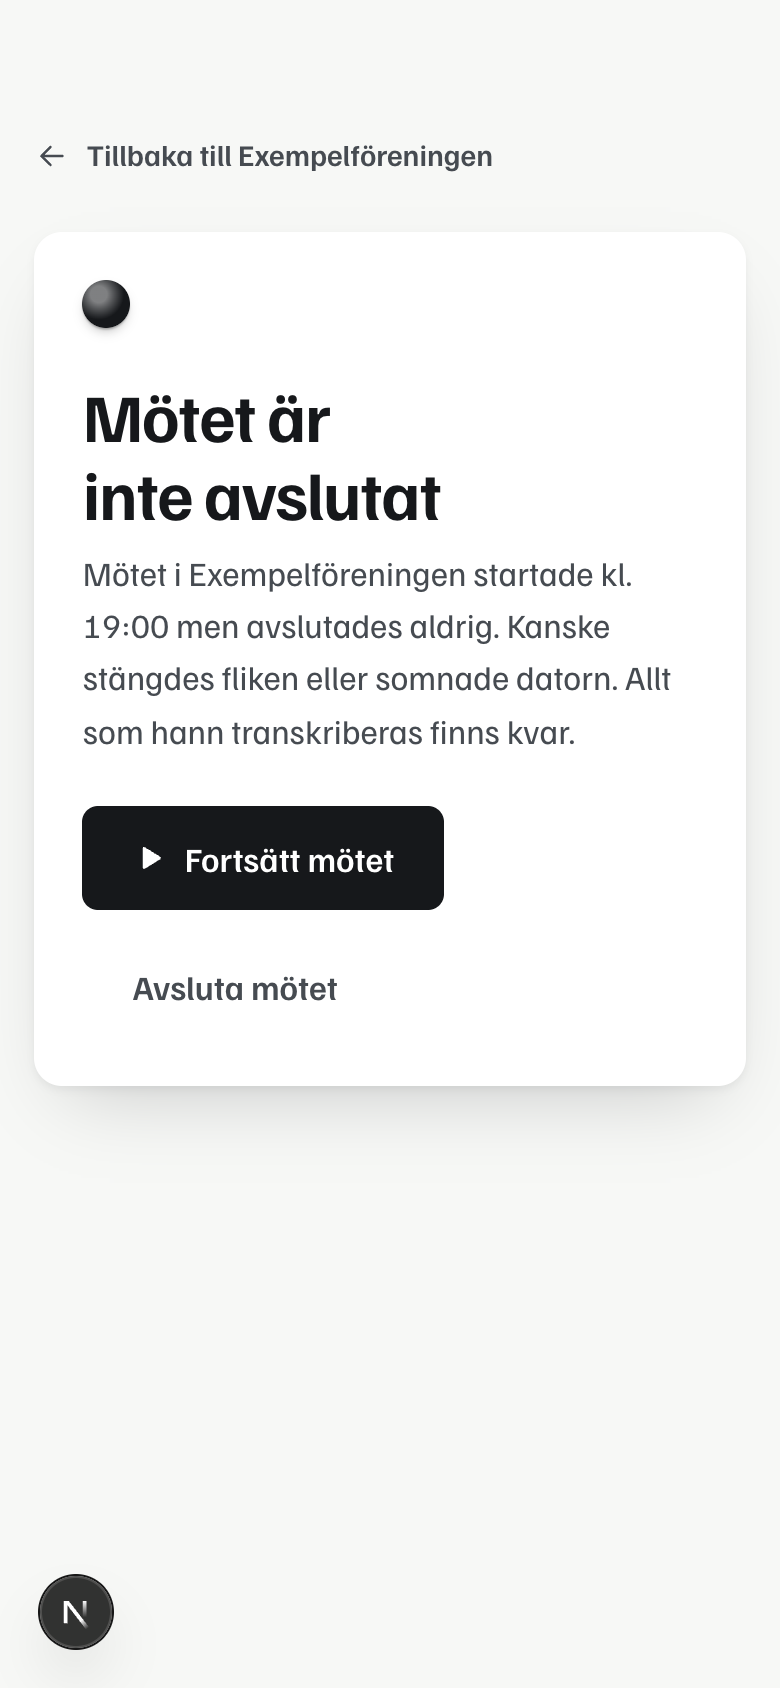 Tillbaka till Exempelföreningen
Mötet är
inte avslutat
Mötet i Exempelföreningen startade kl.
19:00 men avslutades aldrig. Kanske
stängdes fliken eller somnade datorn. Allt
som hann transkriberas finns kvar.
Fortsätt mötet
Avsluta mötet
N